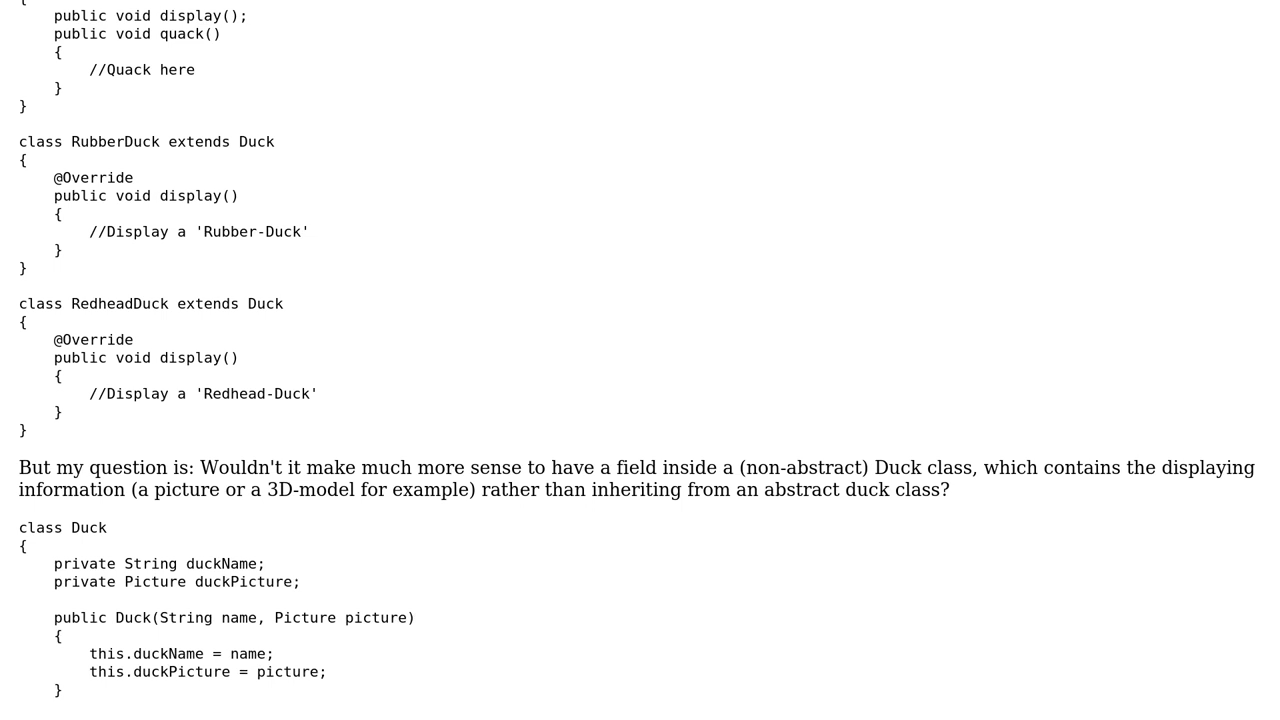 {
    public void display();
    public void quack()
    {
        //Quack here
    }
}
class RubberDuck extends Duck
{
    @Override
    public void display()
    {
        //Display a 'Rubber-Duck'
    }
}
class RedheadDuck extends Duck
{
    @Override
    public void display()
    {
        //Display a 'Redhead-Duck'
    }
}
But my question is: Wouldn't it make much more sense to have a field inside a (non-abstract) Duck class, which contains the displaying
information (a picture or a 3D-model for example) rather than inheriting from an abstract duck class?
class Duck
{
    private String duckName;
    private Picture duckPicture;
    public Duck(String name, Picture picture)
    {
        this.duckName = name;
        this.duckPicture = picture;
    }